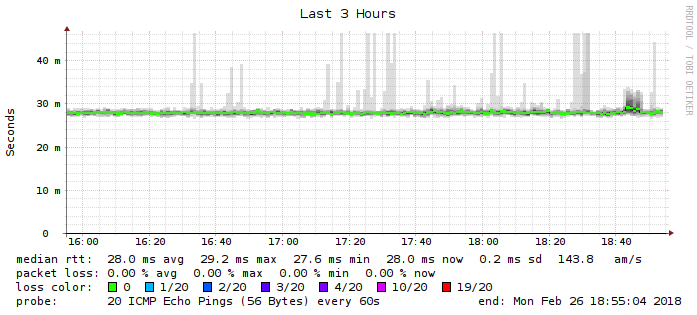 Last 3 Hours
RRDTOOL / TOBI OETIKER
Seconds
40 m
30 m
20 m
10 m
0
16:00 16:20 16:40 17:00 17:20 17:40 18:00 18:20 18:40
median rtt: 28.0 ms avg 29.2 ms max 27.6 ms min 28.0 ms now 0.2 ms sd 143.8 am/s
packet loss: 0.00 % avg 0.00 % max 0.00 % min 0.00 % now
loss color: 0 1/20 2/20 3/20 4/20 10/20 19/20
probe: 20 ICMP Echo Pings (56 Bytes) every 60s end: Mon Feb 26 18:55:04 2018